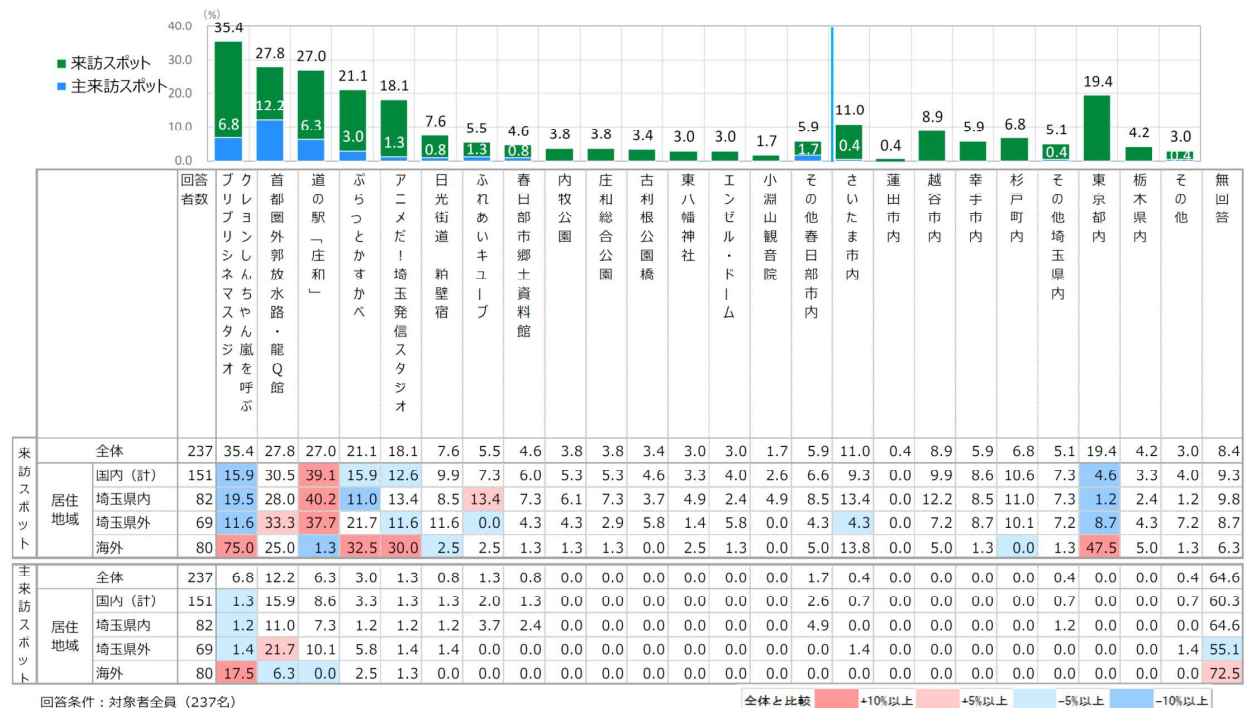 (%)
40.0
30.0
20.0
10.0
0.0
来訪スポット
主来訪スポット
35.4 27.8 27.0 21.1 18.1 7.6 5.5 4.6 3.8 3.8 3.4 3.0 3.0 1.7 5.9 11.0 0.4 8.9 5.9 6.8 5.1 19.4 4.2 3.0
6.8 12.2 6.3 3.0 1.3 0.8 1.3 0.8 1.7 0.4 0.4 0.4
回答者数
クレヨンしんちゃん嵐を呼ぶ
ブリブリシネマスタジオ
首都圏外郭放水路・龍Q館
道の駅「庄和」
ぷらっとかすかべ
アニメだ!埼玉発信スタジオ
日光街道 粕壁宿
ふれあいキューブ
春日部市郷土資料館
内牧公園
庄和総合公園
古利根公園橋
東八幡神社
エンゼル・ドーム
小淵山観音院
その他春日部市内
さいたま市内
蓮田市内
越谷市内
幸手市内
杉戸町内
その他埼玉県内
東京都内
栃木県内
その他
無回答
来訪スポット
全体 237 35.4 27.8 27.0 21.1 18.1 7.6 5.5 4.6 3.8 3.8 3.4 3.0 3.0 1.7 5.9 11.0 0.4 8.9 5.9 6.8 5.1 19.4 4.2 3.0 8.4
居住地域
国内(計) 151 15.9 30.5 39.1 15.9 12.6 9.9 7.3 6.0 5.3 5.3 4.6 3.3 4.0 2.6 6.6 9.3 0.0 9.9 8.6 10.6 7.3 4.6 3.3 4.0 9.3
埼玉県内 82 19.5 28.0 40.2 11.0 13.4 8.5 13.4 7.3 6.1 7.3 3.7 4.9 2.4 4.9 8.5 13.4 0.0 12.2 8.5 11.0 7.3 1.2 2.4 1.2 9.8
埼玉県外 69 11.6 33.3 37.7 21.7 11.6 11.6 0.0 4.3 4.3 2.9 5.8 1.4 5.8 0.0 4.3 4.3 0.0 7.2 8.7 10.1 7.2 8.7 4.3 7.2 8.7
海外 80 75.0 25.0 1.3 32.5 30.0 2.5 2.5 1.3 1.3 1.3 0.0 2.5 1.3 0.0 5.0 13.8 0.0 5.0 1.3 0.0 1.3 47.5 5.0 1.3 6.3
主来訪スポット
全体 237 6.8 12.2 6.3 3.0 1.3 0.8 1.3 0.8 0.0 0.0 0.0 0.0 0.0 0.0 1.7 0.4 0.0 0.0 0.0 0.0 0.4 0.0 0.0 0.4 64.6
居住地域
国内(計) 151 1.3 15.9 8.6 3.3 1.3 1.3 2.0 1.3 0.0 0.0 0.0 0.0 0.0 0.0 2.6 0.7 0.0 0.0 0.0 0.0 0.7 0.0 0.0 0.7 60.3
埼玉県内 82 1.2 11.0 7.3 1.2 1.2 1.2 3.7 2.4 0.0 0.0 0.0 0.0 0.0 0.0 4.9 0.0 0.0 0.0 0.0 0.0 1.2 0.0 0.0 0.0 64.6
埼玉県外 69 1.4 21.7 10.1 5.8 1.4 1.4 0.0 0.0 0.0 0.0 0.0 0.0 0.0 0.0 0.0 1.4 0.0 0.0 0.0 0.0 0.0 0.0 0.0 1.4 55.1
海外 80 17.5 6.3 0.0 2.5 1.3 0.0 0.0 0.0 0.0 0.0 0.0 0.0 0.0 0.0 0.0 0.0 0.0 0.0 0.0 0.0 0.0 0.0 0.0 0.0 72.5
回答条件:対象者全員(237名)
全体と比較 +10%以上 +5%以上 -5%以上 -10%以上